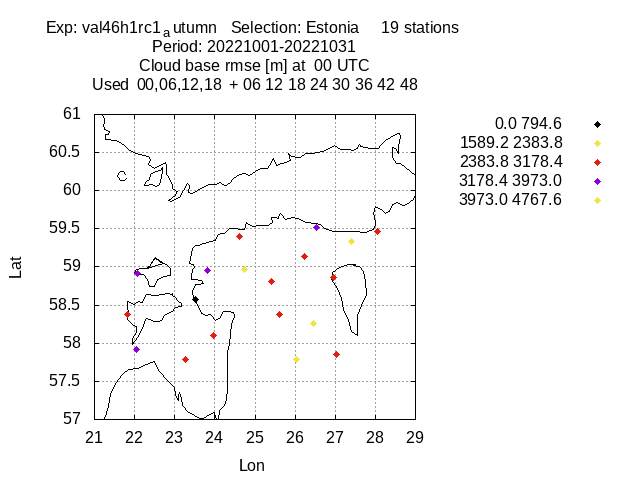 Exp: val46h1rc1autumn Selection: Estonia 19 stations
Period: 20221001-20221031
Cloud base rmse [m] at 00 UTC
Used 00,06,12,18 + 06 12 18 24 30 36 42 48
0.0 794.6
1589.2 2383.8
2383.8 3178.4
3178.4 3973.0
3973.0 4767.6
Lat
61
60.5
60
59.5
59
58.5
58
57.5
57
21 22 23 24 25 26 27 28 29
Lon